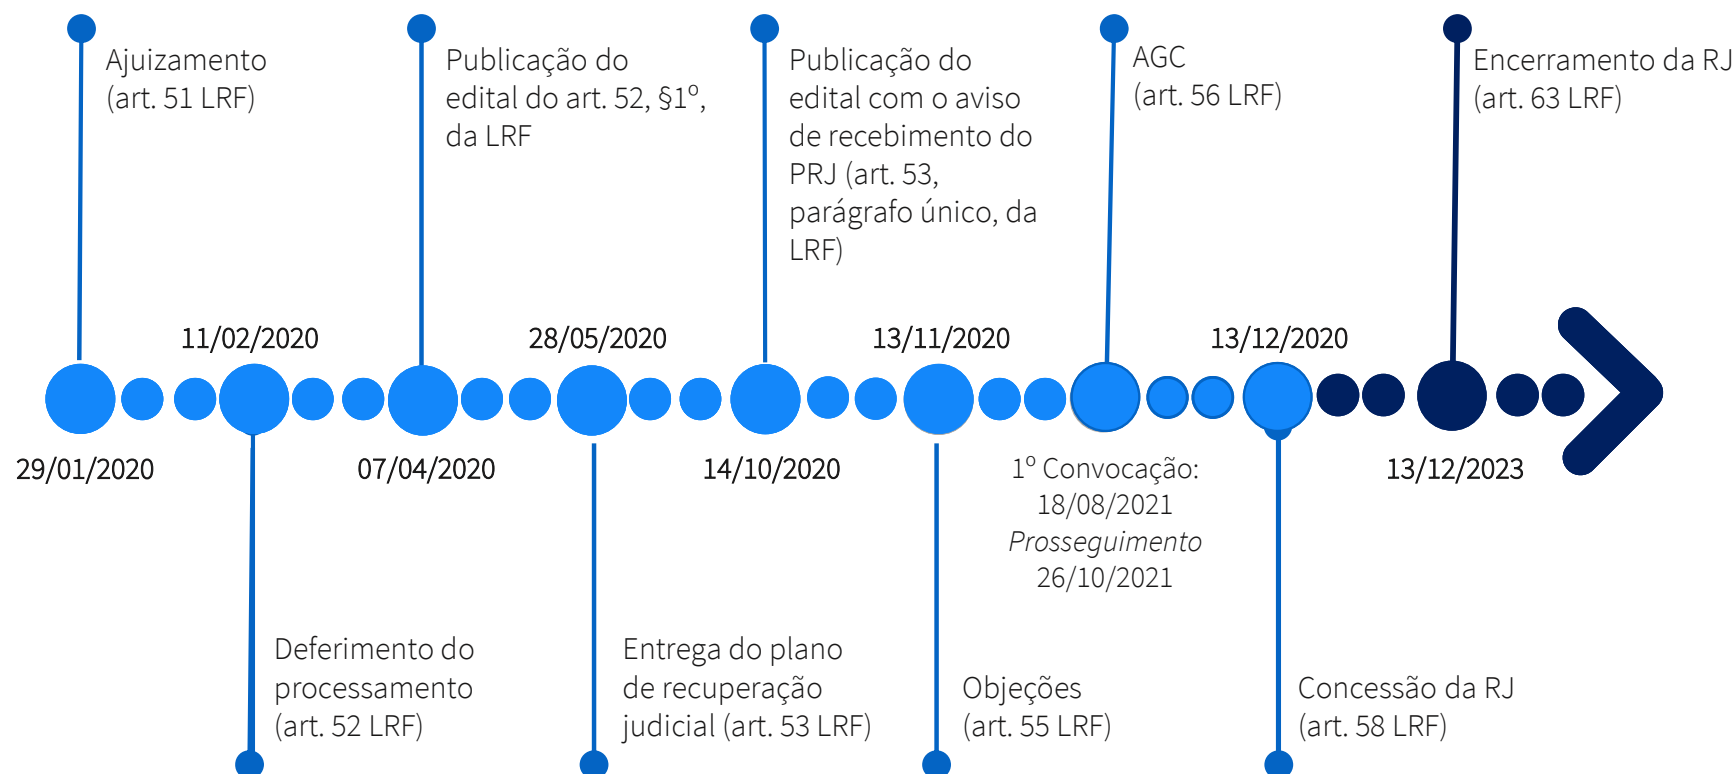 Ajuizamento
(art. 51 LRF)
Publicação do
edital do art. 52, §1º,
da LRF
Publicação do
edital com o aviso
de recebimento do
PRJ (art. 53,
parágrafo único, da
LRF)
AGC
(art. 56 LRF)
Encerramento da RJ
(art. 63 LRF)
11/02/2020
28/05/2020
13/11/2020
13/12/2020
29/01/2020
07/04/2020
14/10/2020
1º Convocação:
18/08/2021
Prosseguimento
26/10/2021
13/12/2023
Deferimento do
processamento
(art. 52 LRF)
Entrega do plano
de recuperação
judicial (art. 53 LRF)
Objeções
(art. 55 LRF)
Concessão da RJ
(art. 58 LRF)